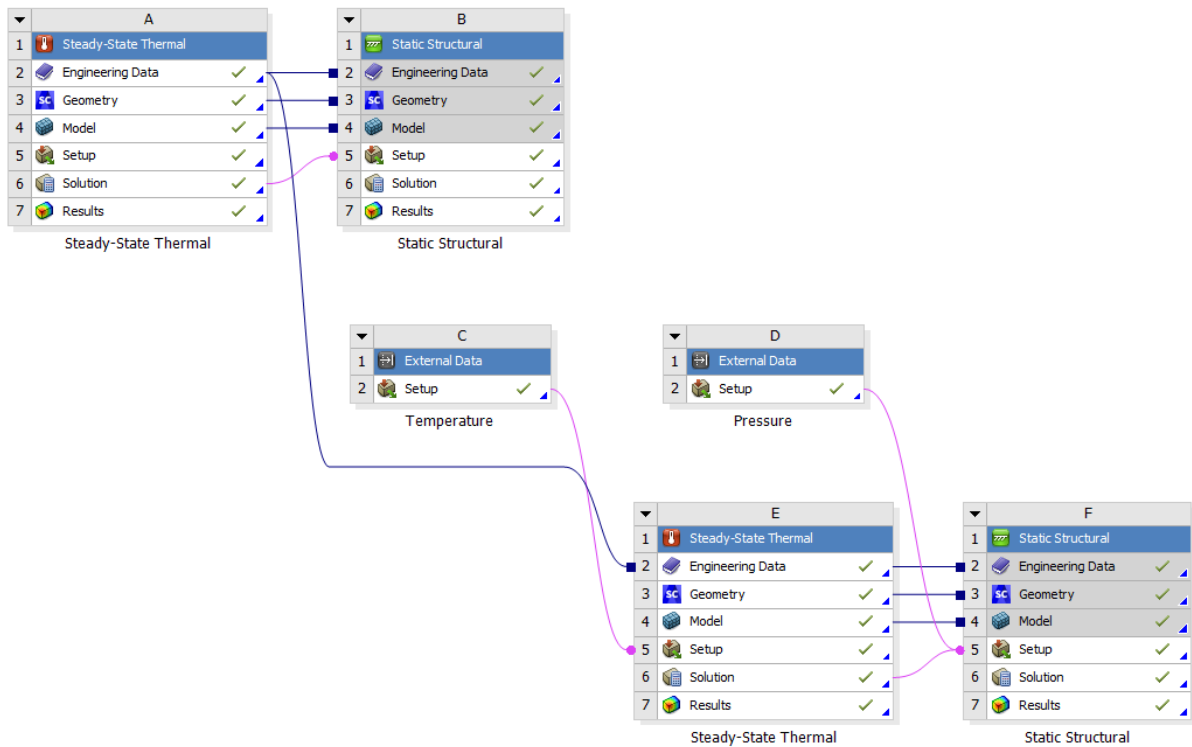 A
1 Steady-State Thermal
2 Engineering Data
3 SC Geometry
4 Model
5 Setup
6 Solution
7 Results
Steady-State Thermal
B
1 Static Structural
2 Engineering Data
3 SC Geometry
4 Model
5 Setup
6 Solution
7 Results
Static Structural
C
1 External Data
2 Setup
Temperature
D
1 External Data
2 Setup
Pressure
E
1 Steady-State Thermal
2 Engineering Data
3 SC Geometry
4 Model
5 Setup
6 Solution
7 Results
Steady-State Thermal
F
1 Static Structural
2 Engineering Data
3 SC Geometry
4 Model
5 Setup
6 Solution
7 Results
Static Structural